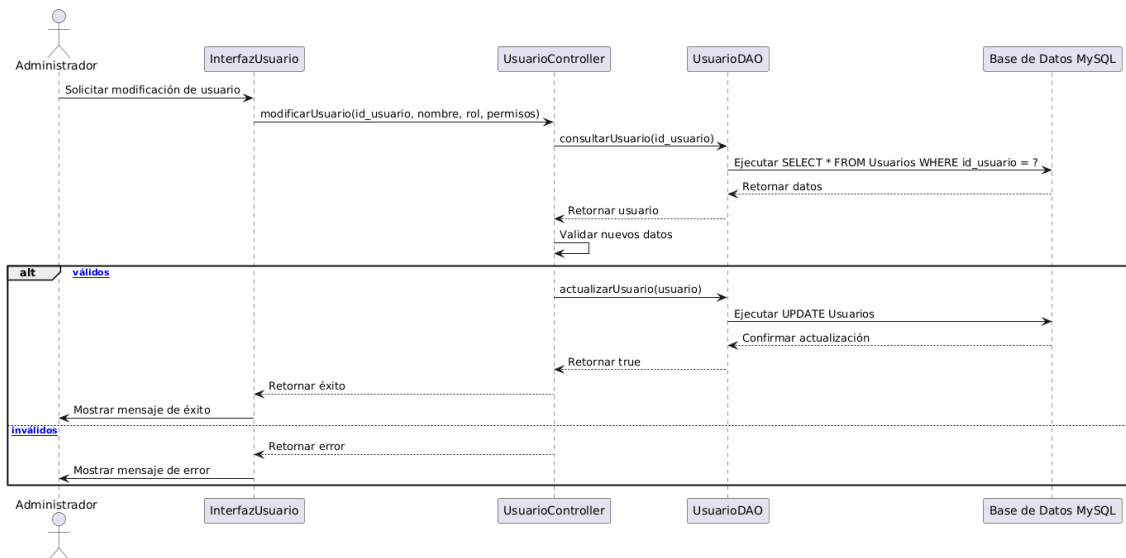 Administrador
InterfazUsuario
UsuarioController
UsuarioDAO
Base de Datos MySQL
Solicitar modificación de usuario
modificarUsuario(id_usuario, nombre, rol, permisos)
consultarUsuario(id_usuario)
Ejecutar SELECT * FROM Usuarios WHERE id_usuario = ?
Retornar datos
Retornar usuario
Validar nuevos datos
alt
válidos
actualizarUsuario(usuario)
Ejecutar UPDATE Usuarios
Confirmar actualización
Retornar true
Retornar éxito
Mostrar mensaje de éxito
inválidos
Retornar error
Mostrar mensaje de error
Administrador
InterfazUsuario
UsuarioController
UsuarioDAO
Base de Datos MySQL